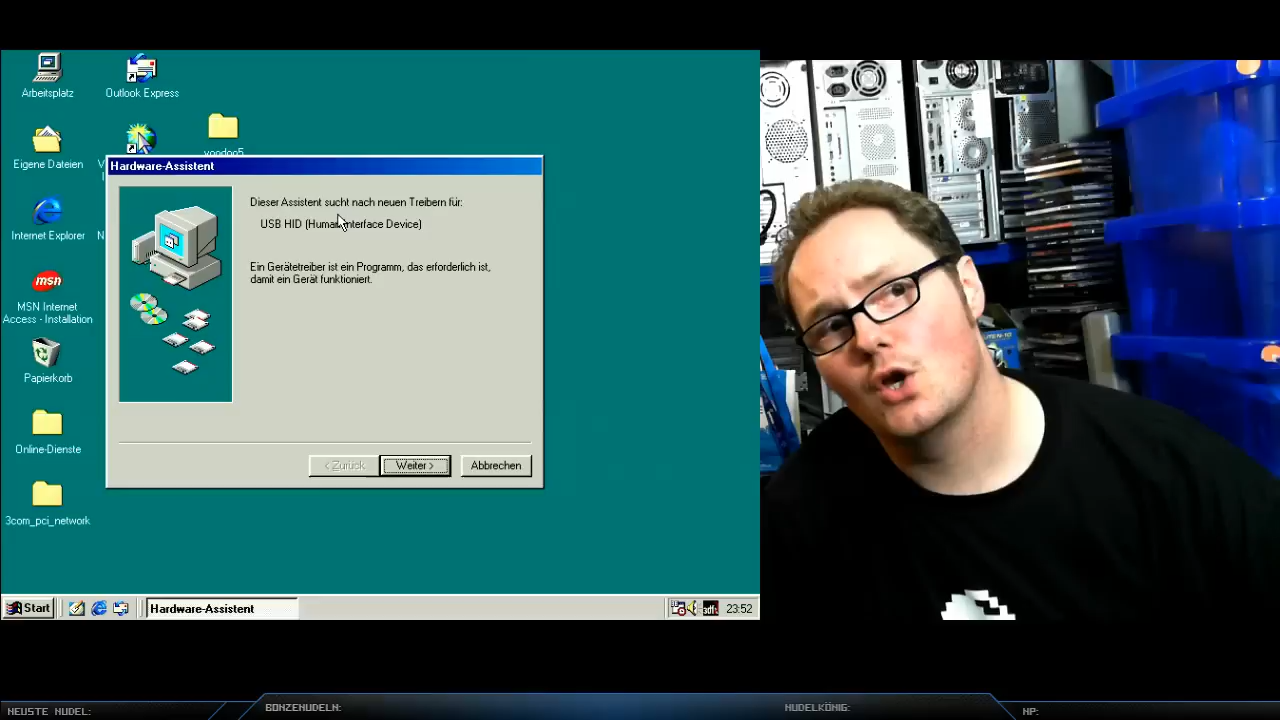 Arbeitsplatz
Outlook Express
Eigene Dateien
voodoo5
Internet Explorer
MSN Internet
Access - Installation
Papierkorb
Online-Dienste
3com_pci_network
Hardware-Assistent
Dieser Assistent sucht nach neuen Treibern für:
USB HID (Human Interface Device)
Ein Gerätetreiber ist ein Programm, das erforderlich ist,
damit ein Gerät funktioniert.
< Zurück
Weiter >
Abbrechen
msn
Start
Hardware-Assistent
23:52
NEUSTE NUDEL:
BONZENUDELN:
NUDELKÖNIG:
NP: